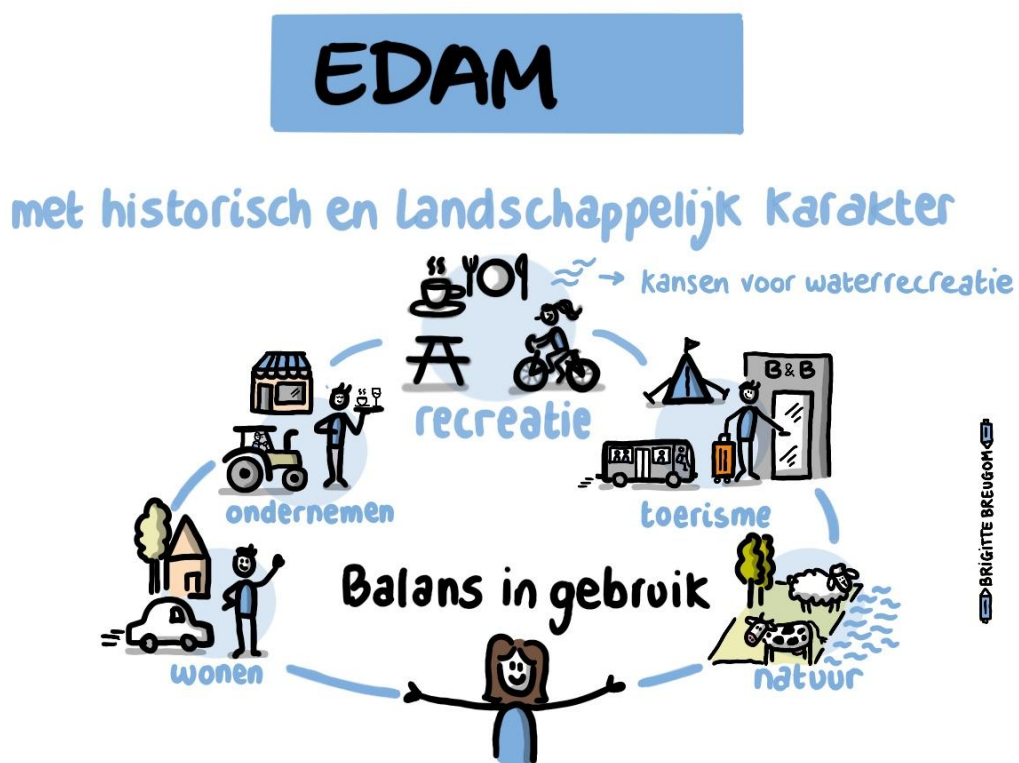 EDAM
met historisch en landschappelijk karakter
→ kansen voor waterrecreatie
recreatie
B&B
ondernemen
toerisme
Balans in gebruik
wonen
natuur
BRIGITTE BREUGOM